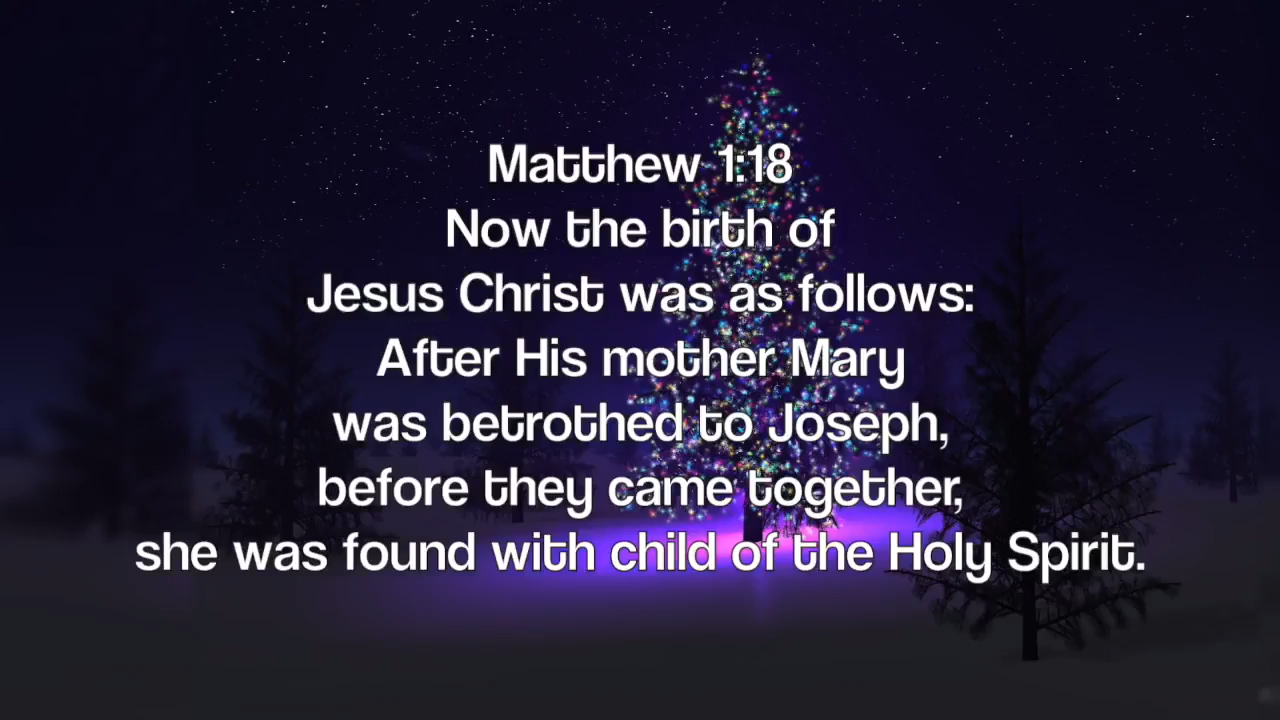 Matthew 1:18
Now the birth of
Jesus Christ was as follows:
After His mother Mary
was betrothed to Joseph,
before they came together,
she was found with child of the Holy Spirit.